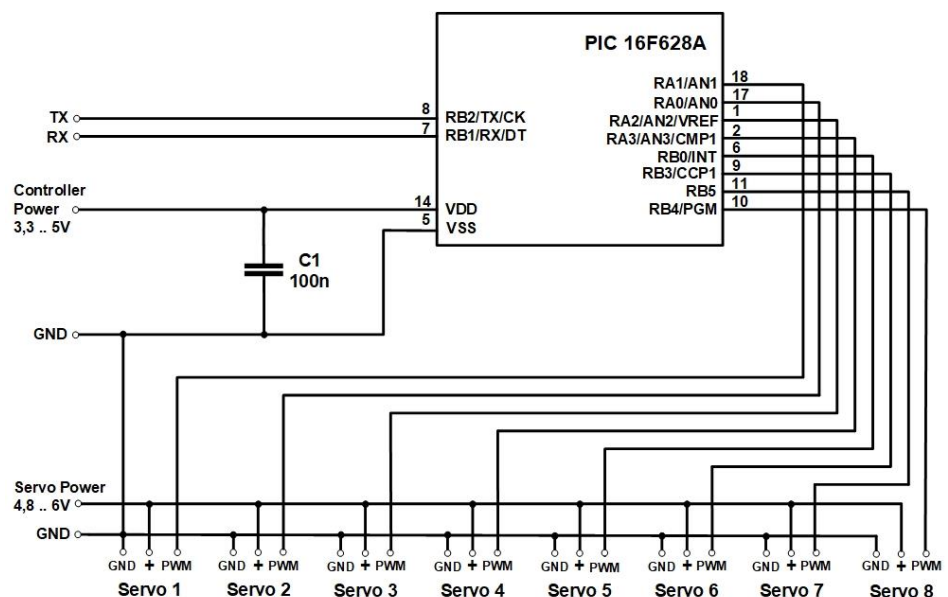 PIC 16F628A
RA1/AN1 18
RA0/AN0 17
RA2/AN2/VREF 1
RA3/AN3/CMP1 2
RB0/INT 6
RB3/CCP1 9
RB5 11
RB4/PGM 10
TX 8 RB2/TX/CK
RX 7 RB1/RX/DT
Controller
Power
3,3 .. 5V
14 VDD
5 VSS
C1
100n
GND
Servo Power
4,8 .. 6V
GND
GND + PWM GND + PWM GND + PWM GND + PWM GND + PWM GND + PWM GND + PWM GND + PWM
Servo 1 Servo 2 Servo 3 Servo 4 Servo 5 Servo 6 Servo 7 Servo 8